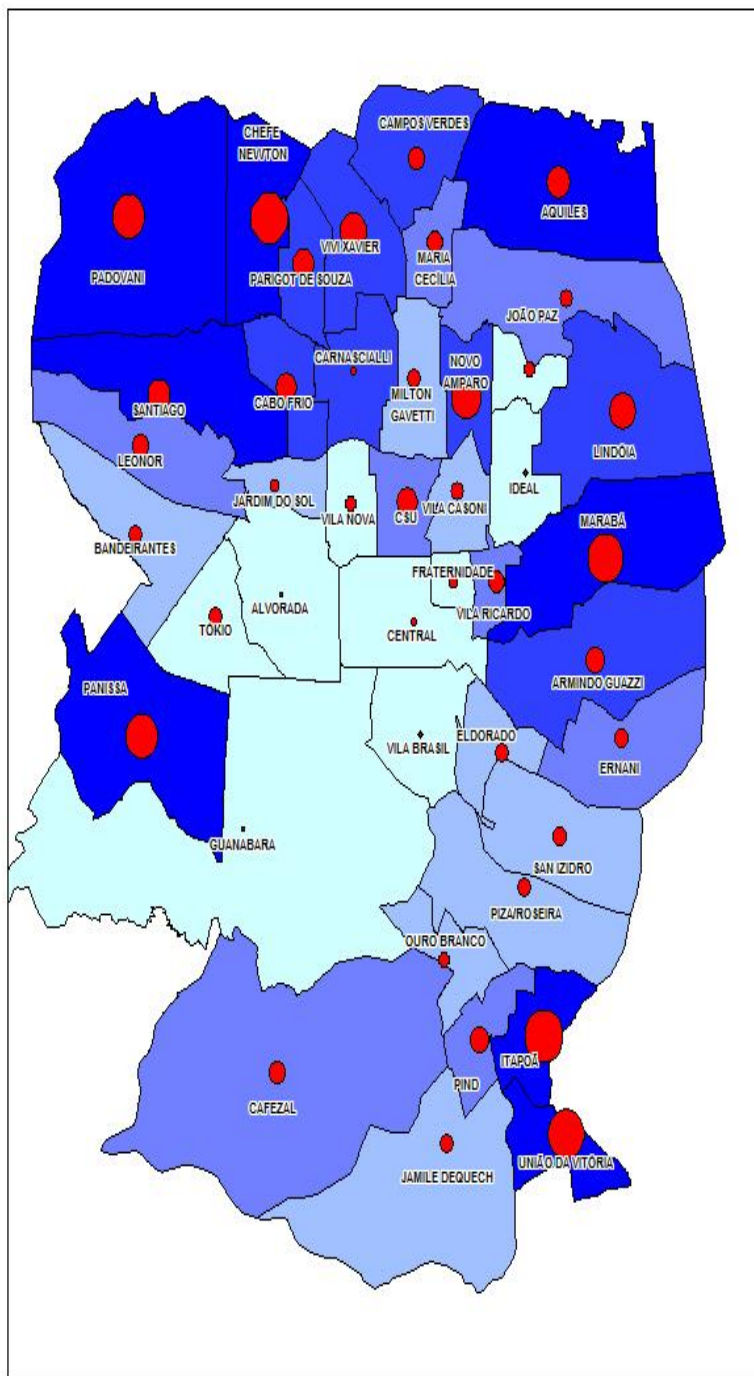 CAMPOS VERDES
CHEFE
NEWTON
AQUILES
VIVI XAVIER
MARIA
CECÍLIA
PADOVANI
PARIGOT DE SOUZA
JOÃO PAZ
CARNASCIALLI
NOVO
AMPARO
MILTON
GAVETTI
CABO FRIO
SANTIAGO
LINDÓIA
LEONOR
IDEAL
JARDIM DO SOL
VILA NOVA
CSU
VILA CASONI
MARABÁ
BANDEIRANTES
FRATERNIDADE
ALVORADA
VILA RICARDO
TÓKIO
CENTRAL
ARMINDO GUAZZI
PANISSA
ELDORADO
VILA BRASIL
ERNANI
GUANABARA
SAN IZIDRO
PIZA/ROSEIRA
OURO BRANCO
ITAPOÃ
PIND
CAFEZAL
UNIÃO DA VITÓRIA
JAMILE DEQUECH